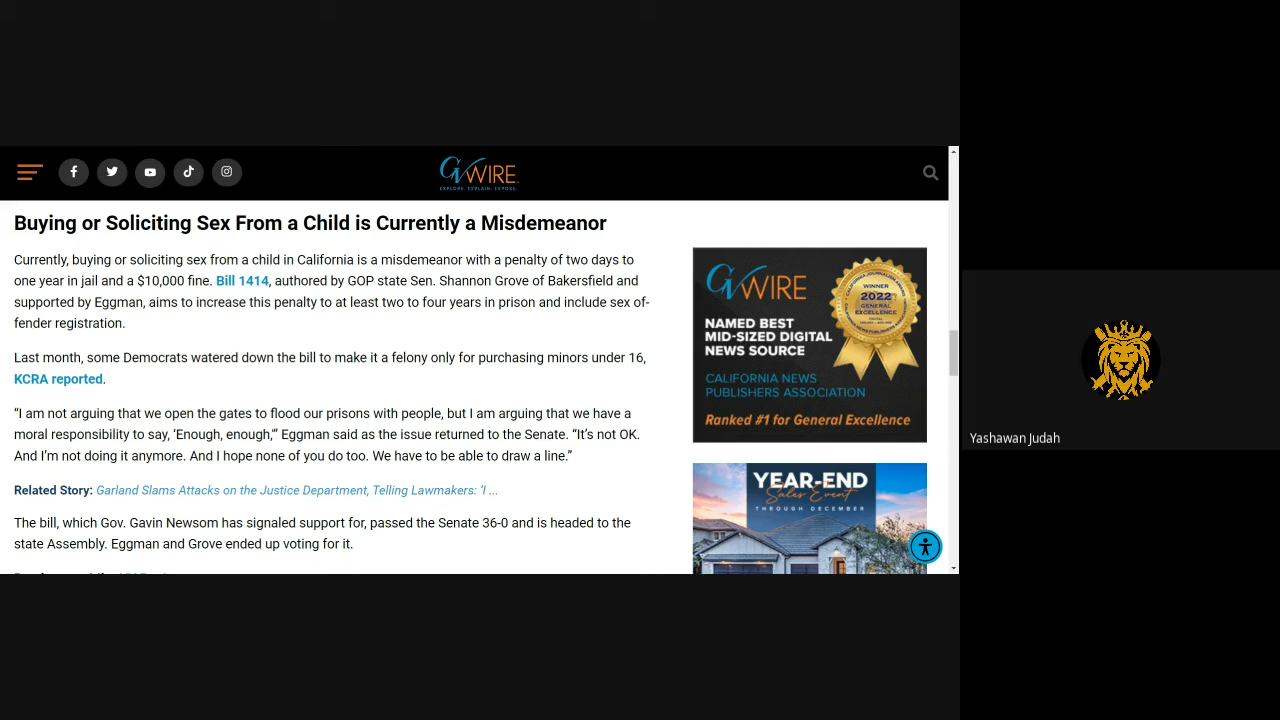 GV WIRE
EXPLORE. EXPLAIN. EXPOSE.
Buying or Soliciting Sex From a Child is Currently a Misdemeanor
Currently, buying or soliciting sex from a child in California is a misdemeanor with a penalty of two days to
one year in jail and a $10,000 fine. Bill 1414, authored by GOP state Sen. Shannon Grove of Bakersfield and
supported by Eggman, aims to increase this penalty to at least two to four years in prison and include sex of-
fender registration.
Last month, some Democrats watered down the bill to make it a felony only for purchasing minors under 16,
KCRA reported.
“I am not arguing that we open the gates to flood our prisons with people, but I am arguing that we have a
moral responsibility to say, ‘Enough, enough,’” Eggman said as the issue returned to the Senate. “It’s not OK.
And I’m not doing it anymore. And I hope none of you do too. We have to be able to draw a line.”
Related Story: Garland Slams Attacks on the Justice Department, Telling Lawmakers: ‘I ...
The bill, which Gov. Gavin Newsom has signaled support for, passed the Senate 36-0 and is headed to the
state Assembly. Eggman and Grove ended up voting for it.
GV WIRE
WINNER
2022
GENERAL
EXCELLENCE
NAMED BEST
MID-SIZED DIGITAL
NEWS SOURCE
CALIFORNIA NEWS
PUBLISHERS ASSOCIATION
Ranked #1 for General Excellence
YEAR-END
Sales Event
THROUGH DECEMBER
Yashawan Judah